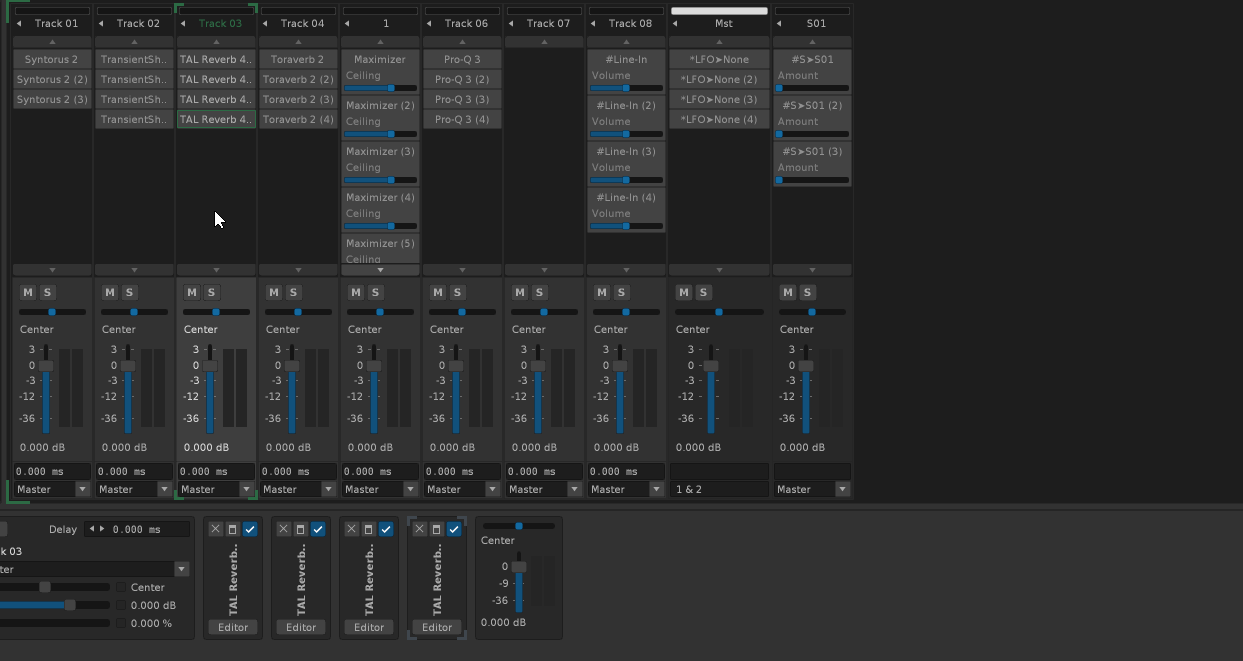 Track 01 Track 02 Track 03 Track 04 1 Track 06 Track 07 Track 08 Mst S01
Syntorus 2 TransientSh.. TAL Reverb 4.. Toraverb 2 Maximizer Pro-Q 3 #Line-In *LFO➤None #S➤S01
Ceiling Volume Amount
Syntorus 2 (2) TransientSh.. TAL Reverb 4.. Toraverb 2 (2) Pro-Q 3 (2) *LFO➤None (2)
Syntorus 2 (3) TransientSh.. TAL Reverb 4.. Toraverb 2 (3) Maximizer (2) Pro-Q 3 (3) #Line-In (2) *LFO➤None (3) #S➤S01 (2)
TransientSh.. TAL Reverb 4.. Toraverb 2 (4) Ceiling Pro-Q 3 (4) Volume *LFO➤None (4) Amount
Maximizer (3) #Line-In (3) #S➤S01 (3)
Ceiling Volume Amount
Maximizer (4) #Line-In (4)
Ceiling Volume
Maximizer (5)
Ceiling
M S M S M S M S M S M S M S M S M S M S
Center Center Center Center Center Center Center Center Center Center
3 3 3 3 3 3 3 3 3 3
0 0 0 0 0 0 0 0 0 0
-3 -3 -3 -3 -3 -3 -3 -3 -3 -3
-12 -12 -12 -12 -12 -12 -12 -12 -12 -12
-36 -36 -36 -36 -36 -36 -36 -36 -36 -36
0.000 dB 0.000 dB 0.000 dB 0.000 dB 0.000 dB 0.000 dB 0.000 dB 0.000 dB 0.000 dB 0.000 dB
0.000 ms 0.000 ms 0.000 ms 0.000 ms 0.000 ms 0.000 ms 0.000 ms 0.000 ms
Master Master Master Master Master Master Master Master 1 & 2 Master
Delay 0.000 ms
k 03
ter
Center
0.000 dB
0.000 %
TAL Reverb.. TAL Reverb.. TAL Reverb.. TAL Reverb..
Editor Editor Editor Editor
Center
0
-9
-36
0.000 dB